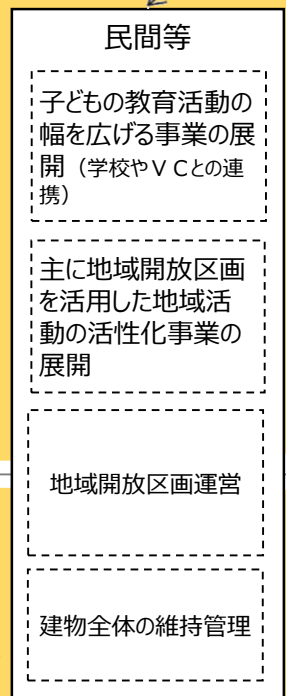 民間等
子どもの教育活動の
幅を広げる事業の展
開（学校やＶＣとの連
携）
主に地域開放区画
を活用した地域活
動の活性化事業の
展開
地域開放区画運営
建物全体の維持管理